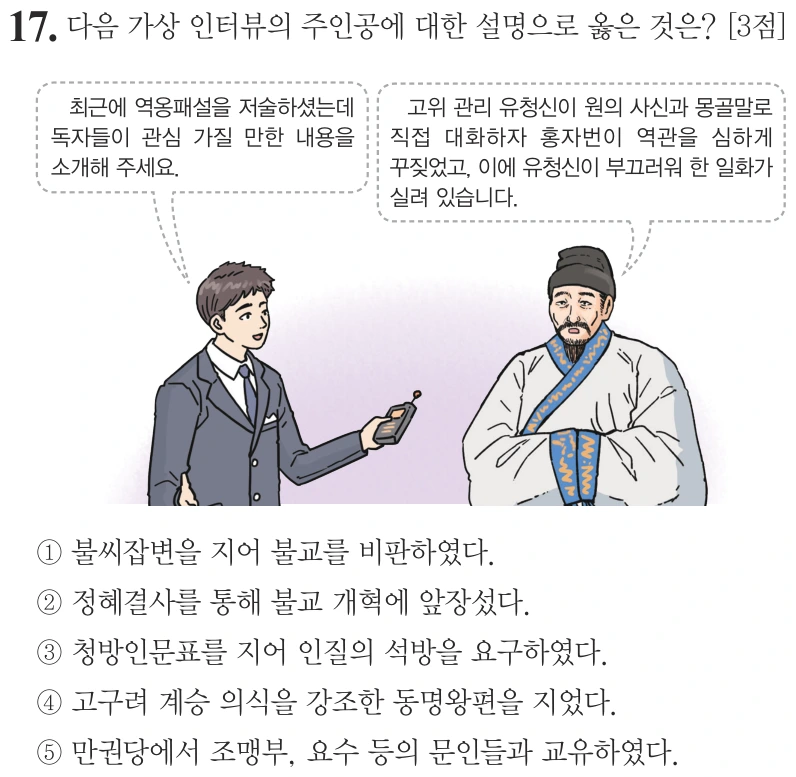 17. 다음 가상 인터뷰의 주인공에 대한 설명으로 옳은 것은? [3점]
최근에 역옹패설을 저술하셨는데
독자들이 관심 가질 만한 내용을
소개해 주세요.
고위 관리 유청신이 원의 사신과 몽골말로
직접 대화하자 홍자번이 역관을 심하게
꾸짖었고, 이에 유청신이 부끄러워 한 일화가
실려 있습니다.
① 불씨잡변을 지어 불교를 비판하였다.
② 정혜결사를 통해 불교 개혁에 앞장섰다.
③ 청방인문표를 지어 인질의 석방을 요구하였다.
④ 고구려 계승 의식을 강조한 동명왕편을 지었다.
⑤ 만권당에서 조맹부, 요수 등의 문인들과 교유하였다.